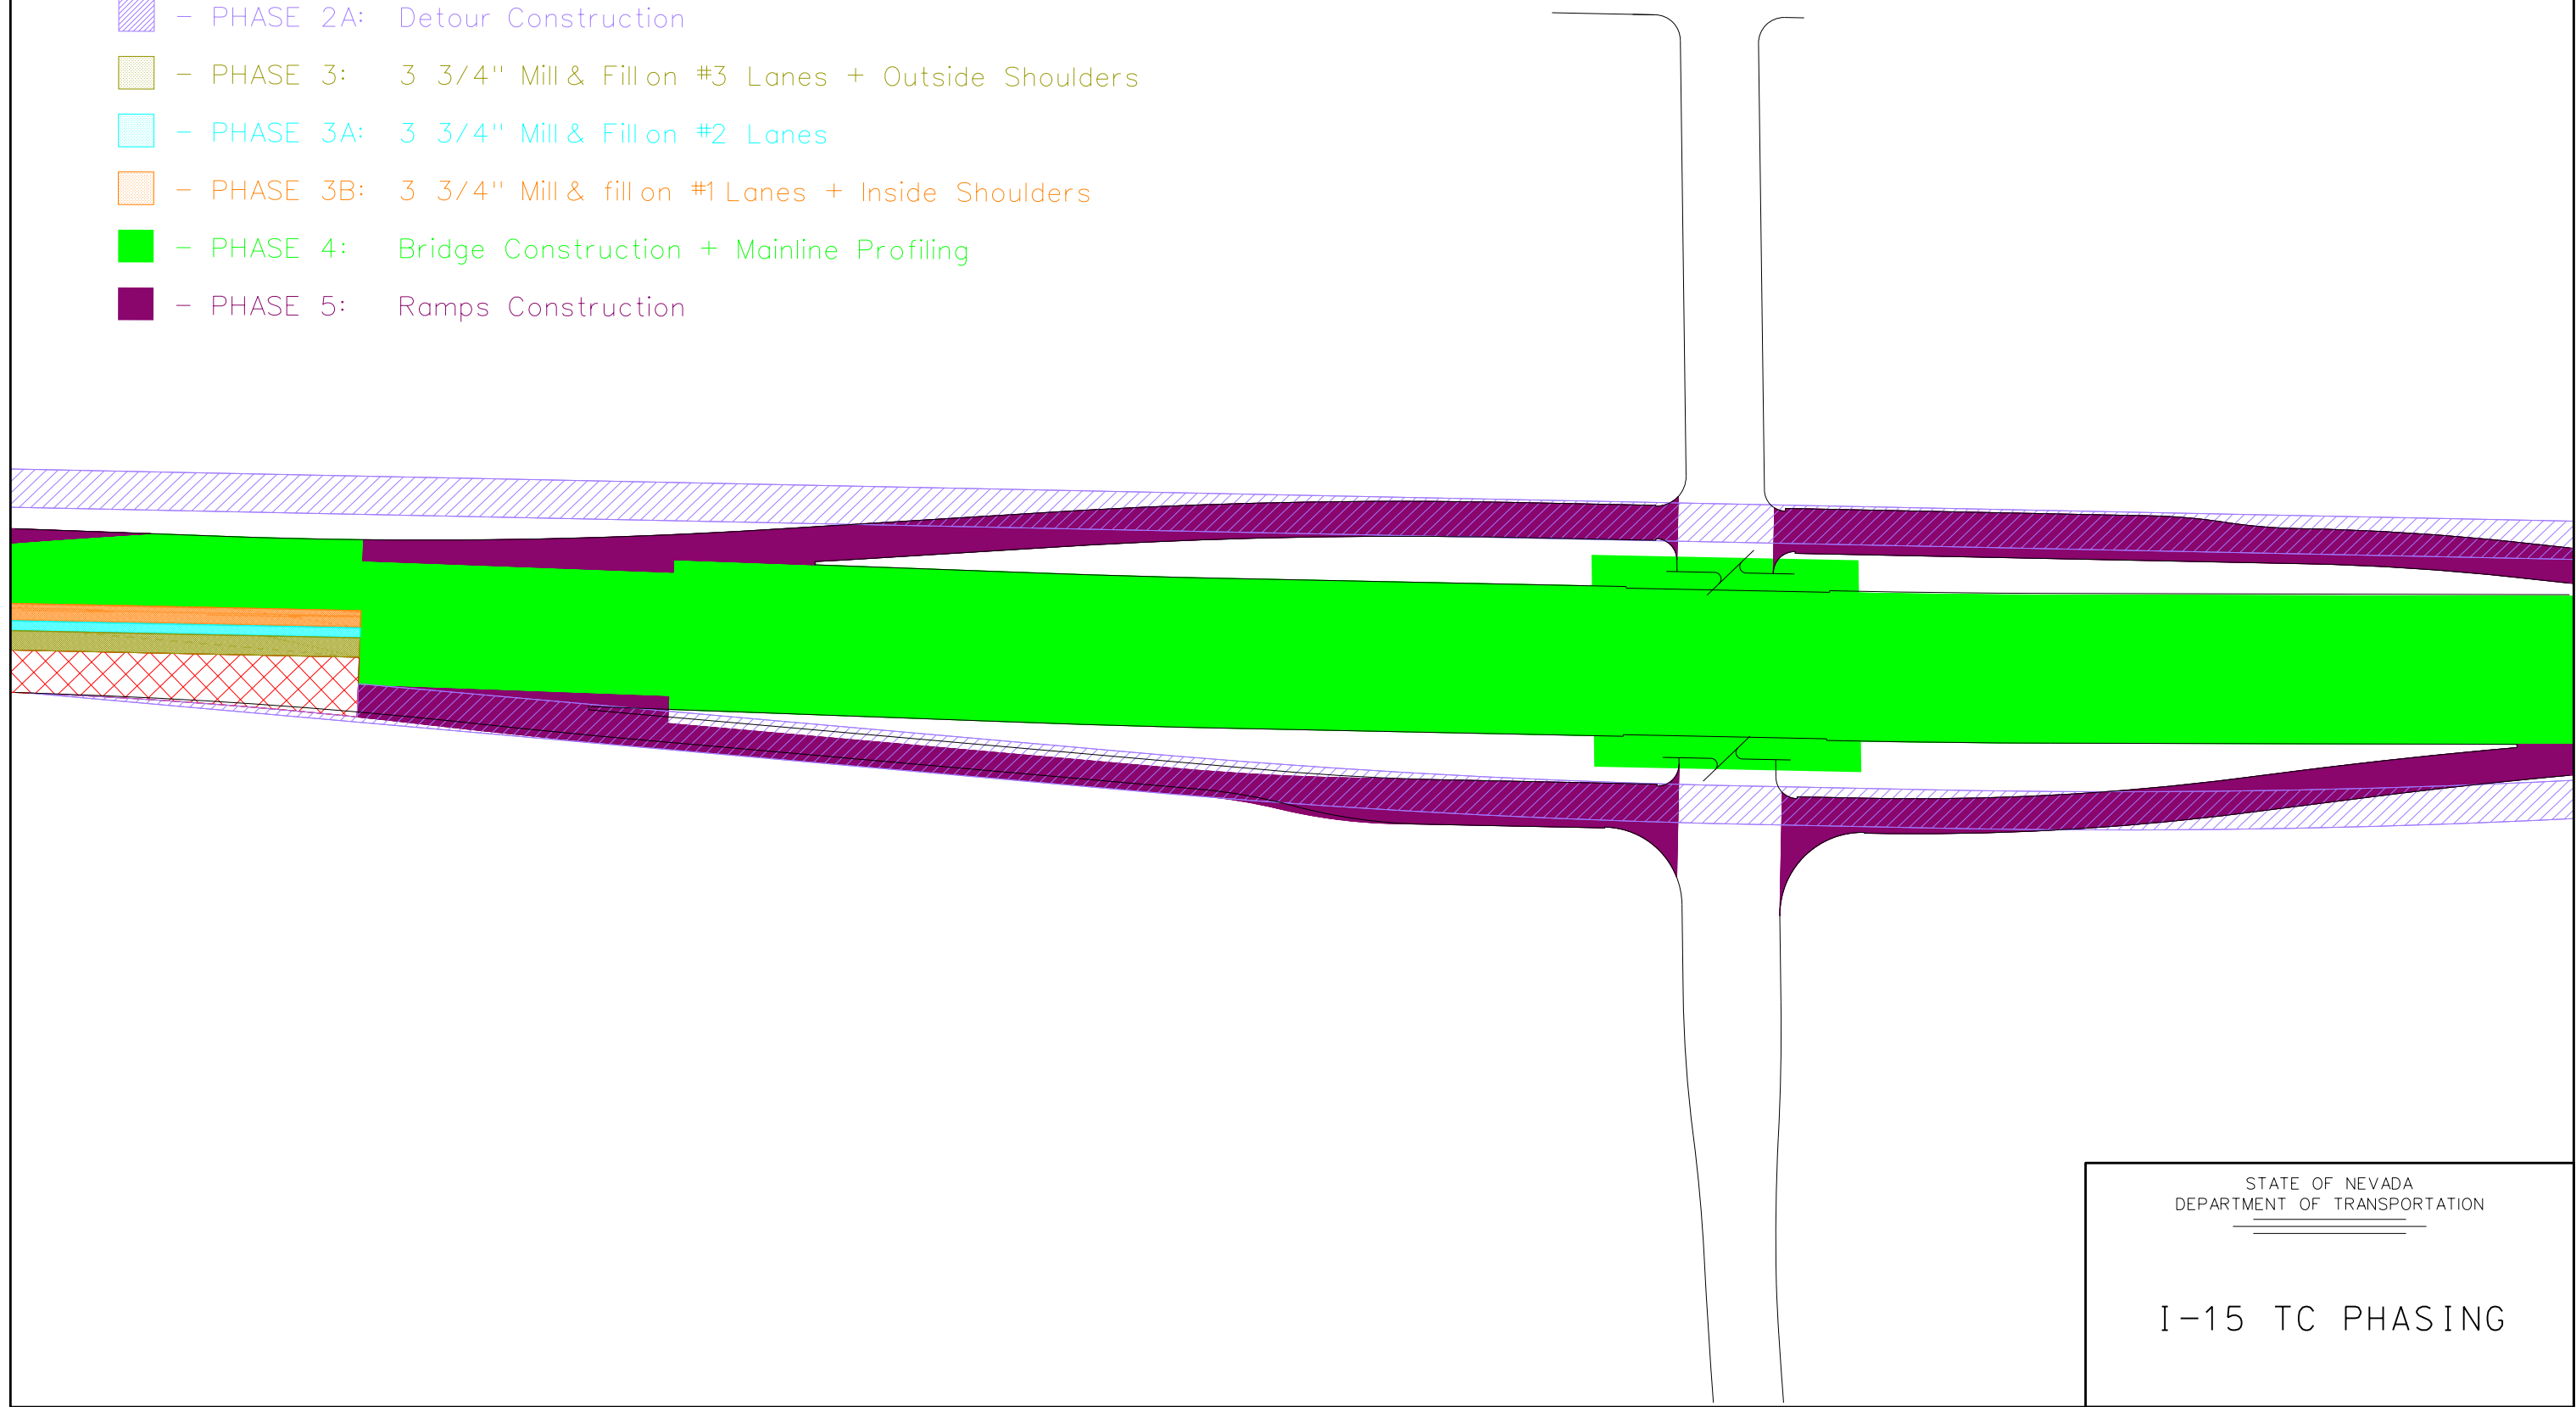 - PHASE 2A: Detour Construction
- PHASE 3: 3 3/4" Mill & Fill on #3 Lanes + Outside Shoulders
- PHASE 3A: 3 3/4" Mill & Fill on #2 Lanes
- PHASE 3B: 3 3/4" Mill & fill on #1 Lanes + Inside Shoulders
- PHASE 4: Bridge Construction + Mainline Profiling
- PHASE 5: Ramps Construction
STATE OF NEVADA
DEPARTMENT OF TRANSPORTATION
I-15 TC PHASING